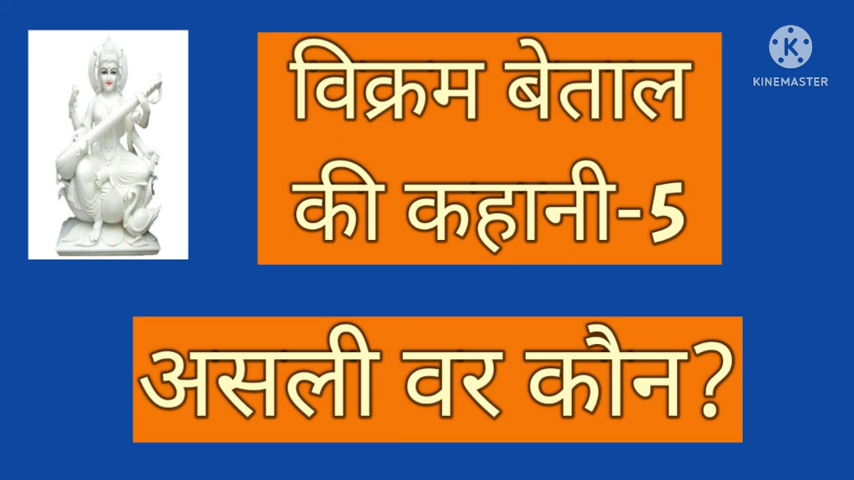 विक्रम बेताल
की कहानी-5
असली वर कौन?
K
KINEMASTER